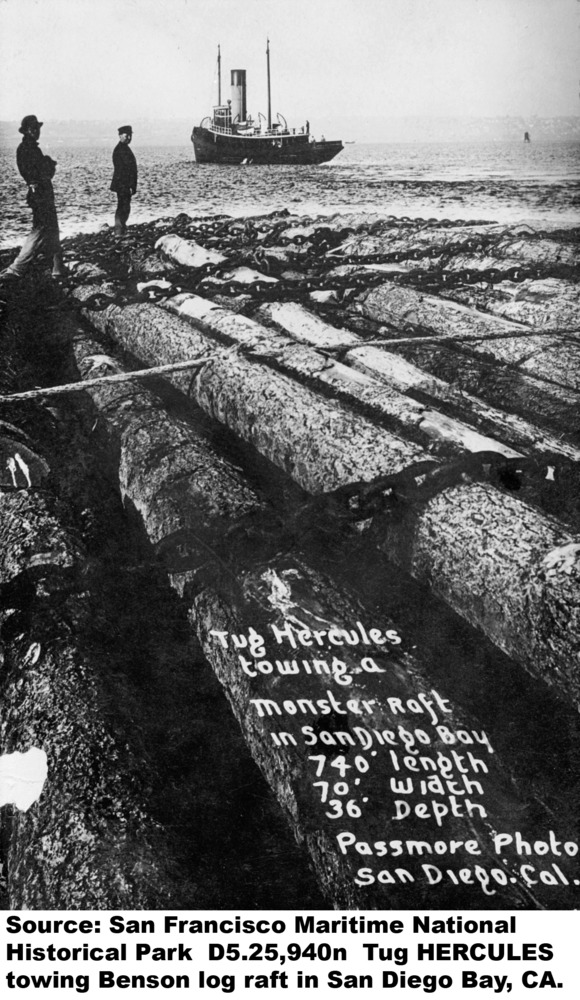 Tug Hercules
towing a
monster Raft
in San Diego Bay
740' length
70' width
36' Depth
Passmore Photo
San Diego. Cal.
Source: San Francisco Maritime National
Historical Park D5.25,940n Tug HERCULES
towing Benson log raft in San Diego Bay, CA.